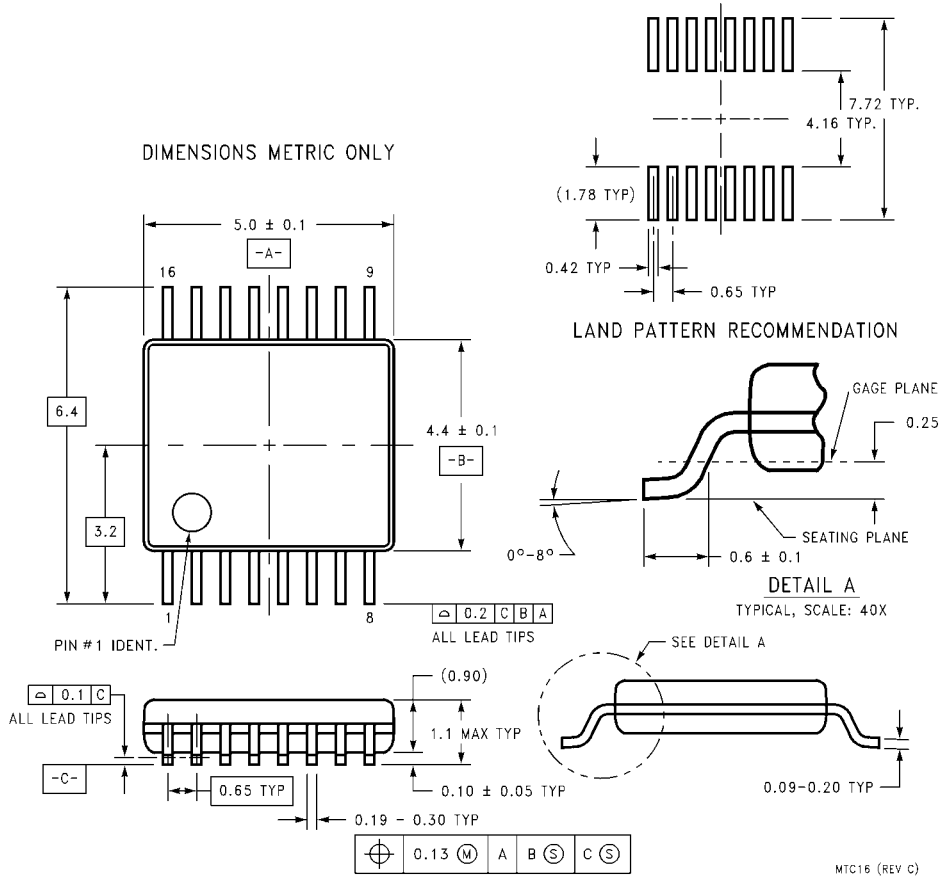 7.72 TYP.
4.16 TYP.
(1.78 TYP)
0.42 TYP
0.65 TYP
LAND PATTERN RECOMMENDATION
DIMENSIONS METRIC ONLY
5.0 ± 0.1
-A-
16
9
6.4
3.2
4.4 ± 0.1
-B-
1
8
PIN #1 IDENT.
⌓ 0.2 C B A
ALL LEAD TIPS
GAGE PLANE
0.25
SEATING PLANE
0°-8°
0.6 ± 0.1
DETAIL A
TYPICAL, SCALE: 40X
SEE DETAIL A
0.09-0.20 TYP
⌓ 0.1 C
ALL LEAD TIPS
-C-
(0.90)
1.1 MAX TYP
0.65 TYP
0.10 ± 0.05 TYP
0.19 - 0.30 TYP
⌖ 0.13 Ⓜ A B Ⓢ C Ⓢ
MTC16 (REV C)